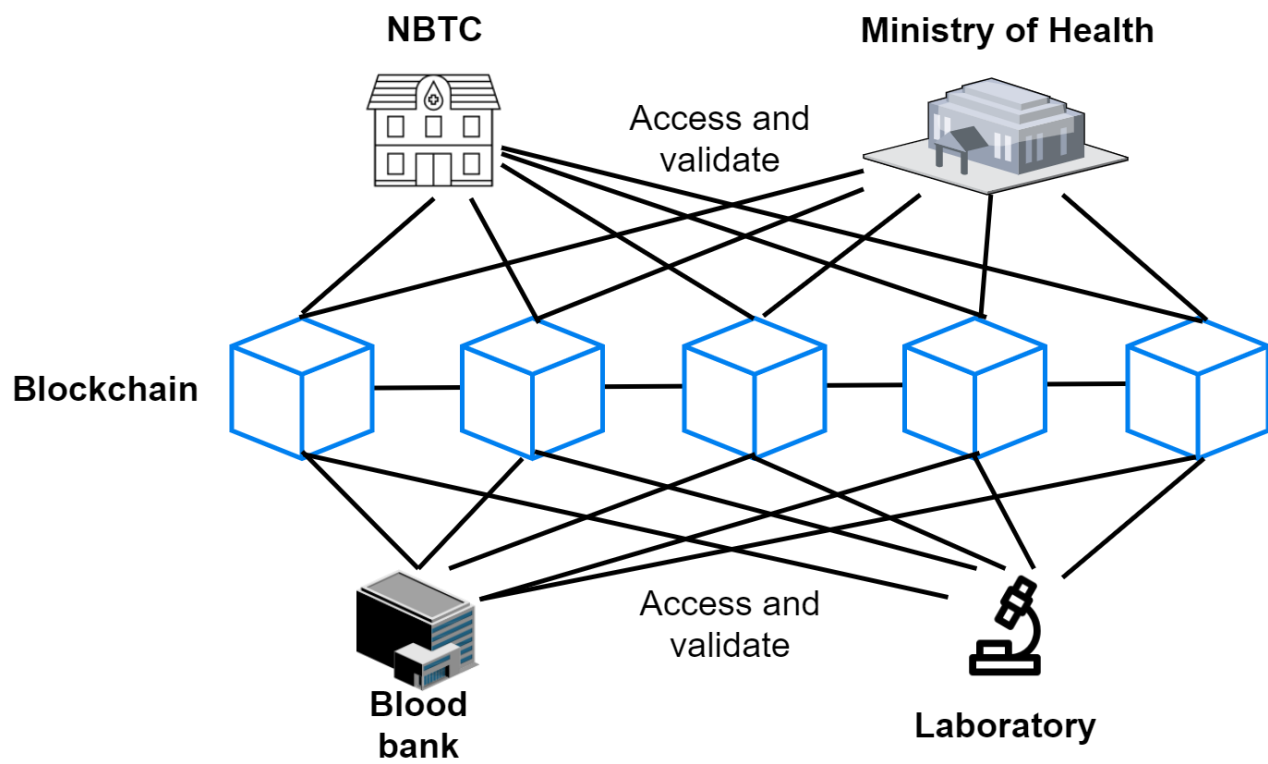 NBTC
Ministry of Health
Access and
validate
Blockchain
Access and
validate
Blood
bank
Laboratory